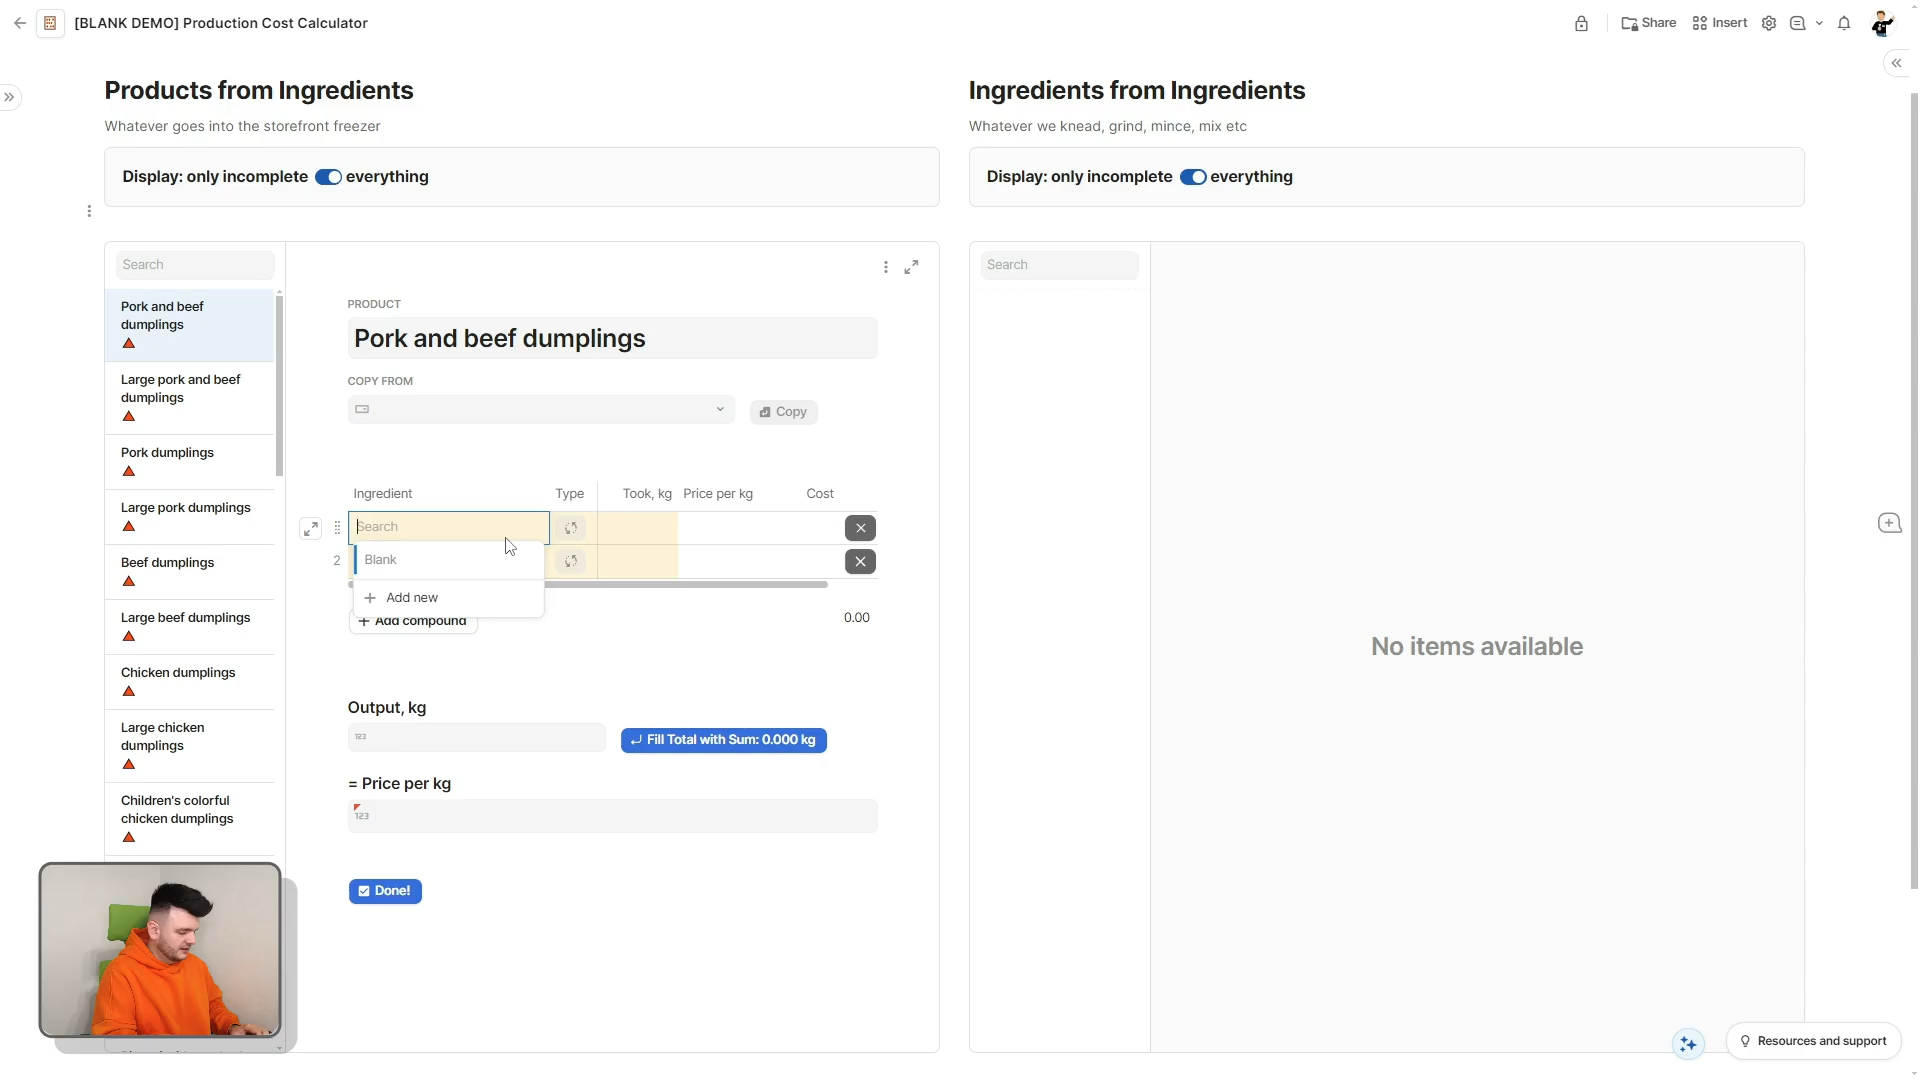 [BLANK DEMO] Production Cost Calculator
Share
Insert
Products from Ingredients
Whatever goes into the storefront freezer
Display: only incomplete everything
Search
Pork and beef
dumplings
Large pork and beef
dumplings
Pork dumplings
Large pork dumplings
Beef dumplings
Large beef dumplings
Chicken dumplings
Large chicken
dumplings
Children's colorful
chicken dumplings
PRODUCT
Pork and beef dumplings
COPY FROM
Copy
Ingredient Type Took, kg Price per kg Cost
Search
2
Blank
Add new
Add compound
0.00
Output, kg
123
Fill Total with Sum: 0.000 kg
= Price per kg
123
Done!
Ingredients from Ingredients
Whatever we knead, grind, mince, mix etc
Display: only incomplete everything
Search
No items available
Resources and support